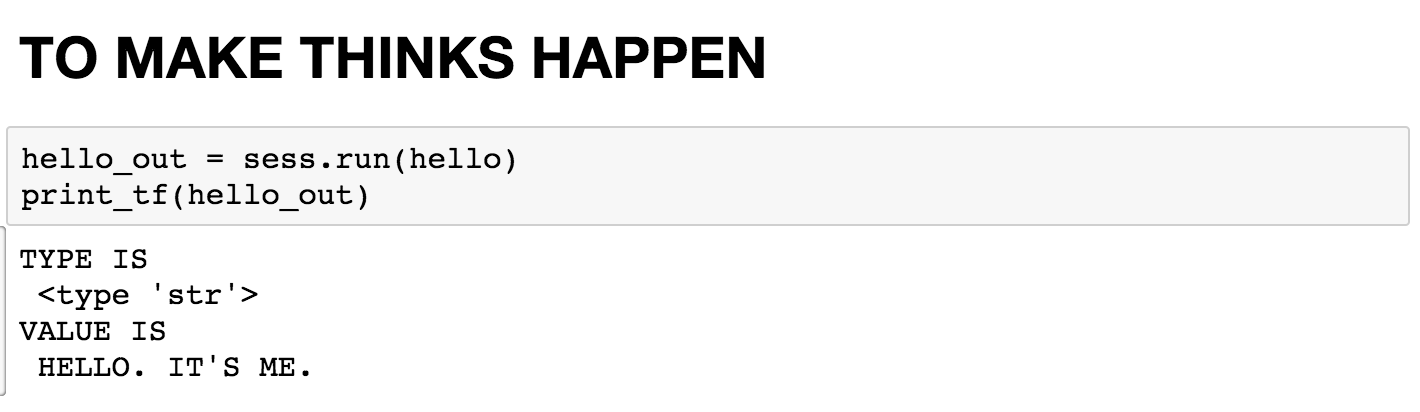 TO MAKE THINKS HAPPEN
hello_out = sess.run(hello)
print_tf(hello_out)
TYPE IS
 <type 'str'>
VALUE IS
 HELLO. IT'S ME.